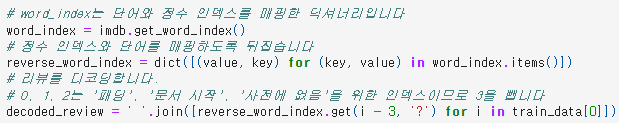 # word_index는 단어와 정수 인덱스를 매핑한 딕셔너리입니다
word_index = imdb.get_word_index()
# 정수 인덱스와 단어를 매핑하도록 뒤집습니다
reverse_word_index = dict([(value, key) for (key, value) in word_index.items()])
# 리뷰를 디코딩합니다.
# 0, 1, 2는 '패딩', '문서 시작', '사전에 없음'을 위한 인덱스이므로 3을 뺍니다
decoded_review = ' '.join([reverse_word_index.get(i - 3, '?') for i in train_data[0]])